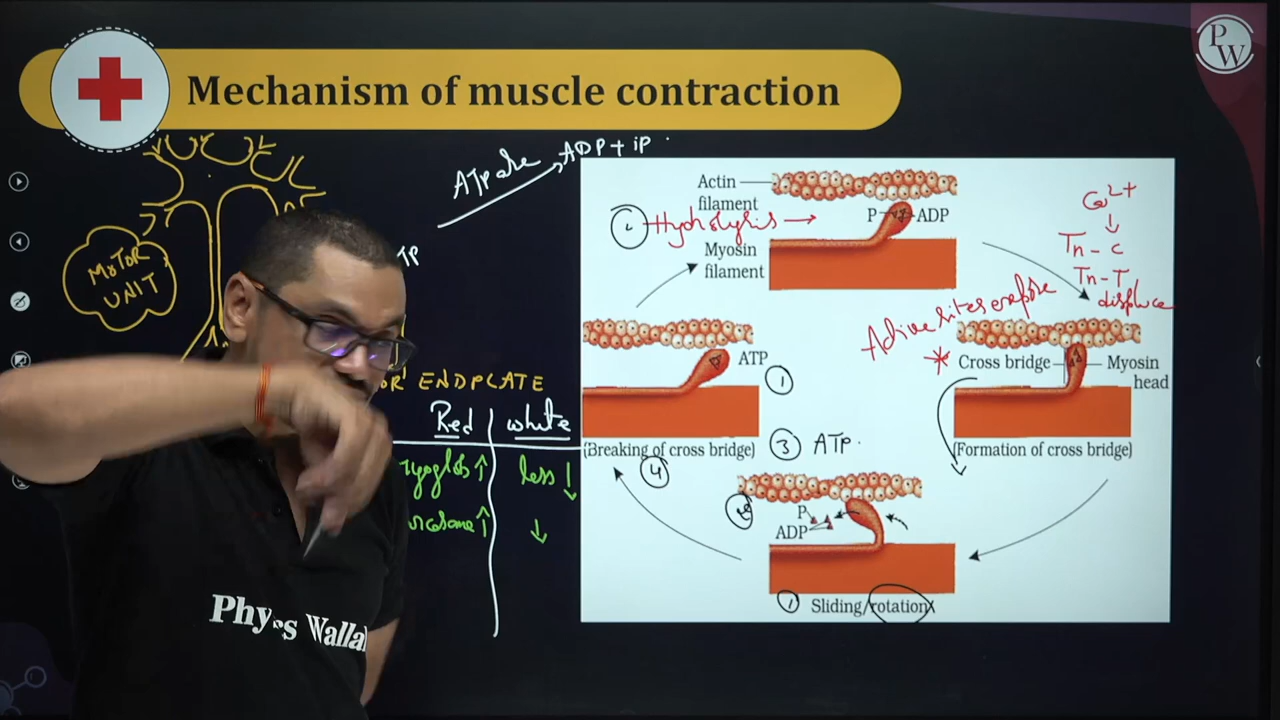 PW
Mechanism of muscle contraction
ATPase
ADP + iP
MOTOR
UNIT
ENDPLATE
Red
white
less ↓
↑
↓
Actin
filament
Hydrolysis →
P
ADP
Myosin
filament
Ca²⁺
↓
Tn - C
Tn - T
displace
Active sites expose
*
ATP
①
Cross bridge
Myosin
head
(Breaking of cross bridge)
④
③ ATP.
(Formation of cross bridge)
P
ADP
① Sliding/rotation
Physics Wallah